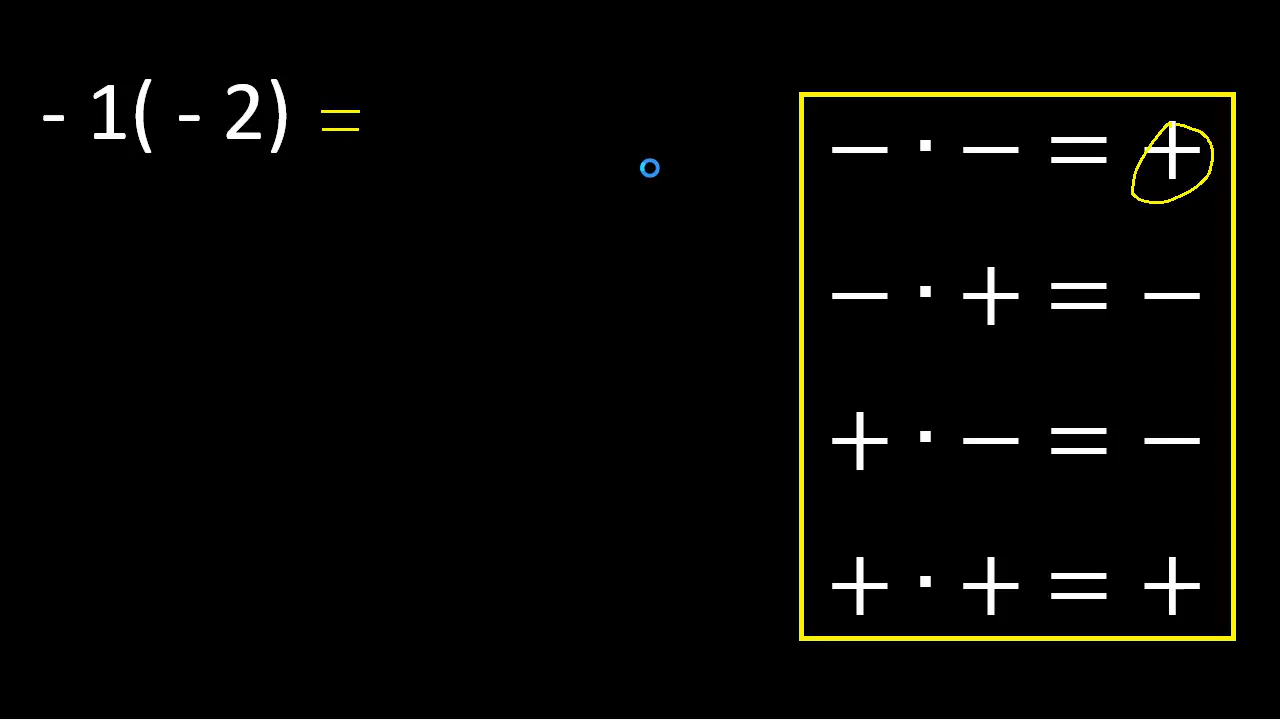 - 1( - 2) =
− · − = +
− · + = −
+ · − = −
+ · + = +